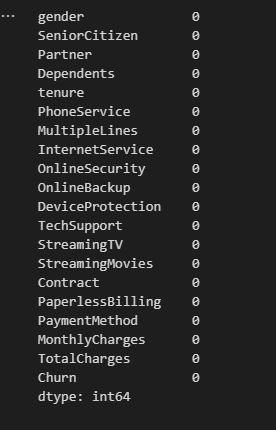 ... gender 0
SeniorCitizen 0
Partner 0
Dependents 0
tenure 0
PhoneService 0
MultipleLines 0
InternetService 0
OnlineSecurity 0
OnlineBackup 0
DeviceProtection 0
TechSupport 0
StreamingTV 0
StreamingMovies 0
Contract 0
PaperlessBilling 0
PaymentMethod 0
MonthlyCharges 0
TotalCharges 0
Churn 0
dtype: int64